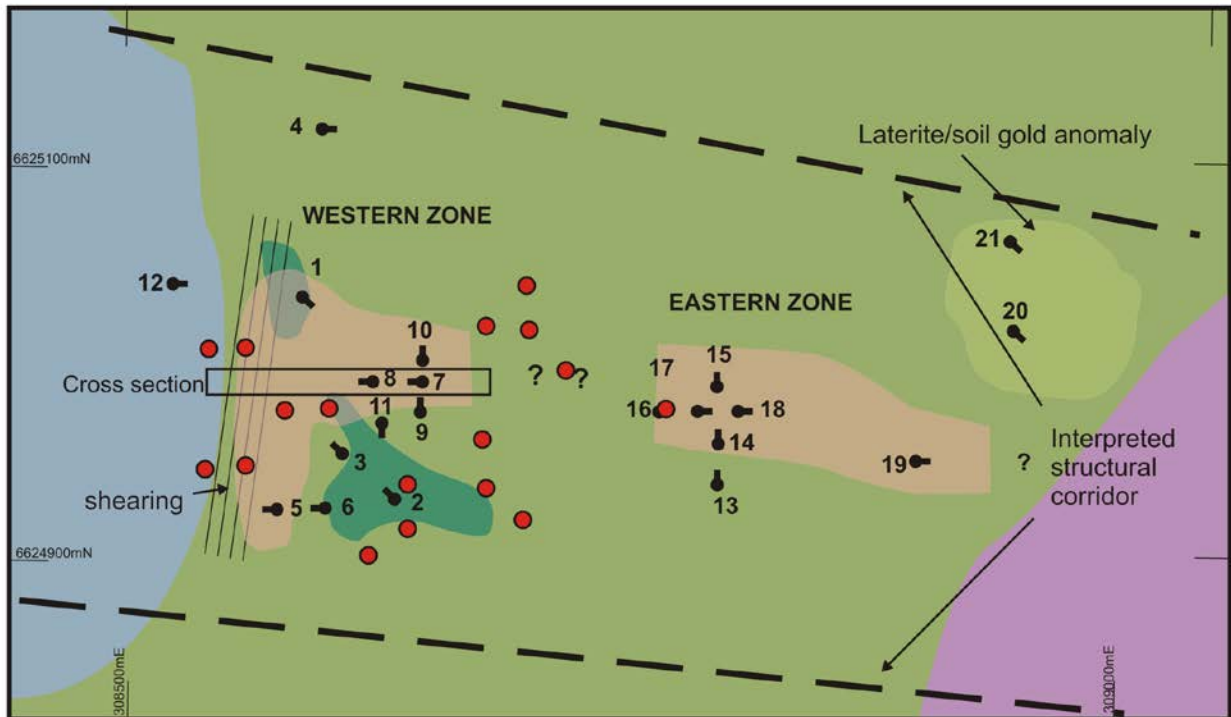 4
Laterite/soil gold anomaly
6625100mN
WESTERN ZONE
21
1
12
EASTERN ZONE
20
10
15
17
? ?
Cross section
8
7
16
18
11
9
14
3
Interpreted
structural
corridor
19
?
shearing
2
13
5
6
6624900mN
308500mE
309000mE